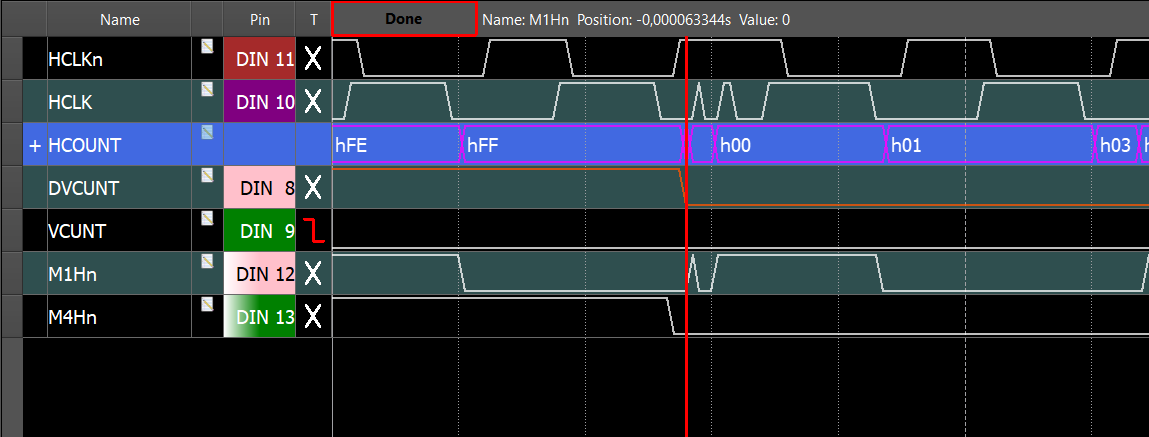 Name Pin T Done Name: M1Hn Position: -0,000063344s Value: 0
HCLKn DIN 11 X
HCLK DIN 10 X
+ HCOUNT hFE hFF h00 h01 h03
DVCUNT DIN 8 X
VCUNT DIN 9
M1Hn DIN 12 X
M4Hn DIN 13 X